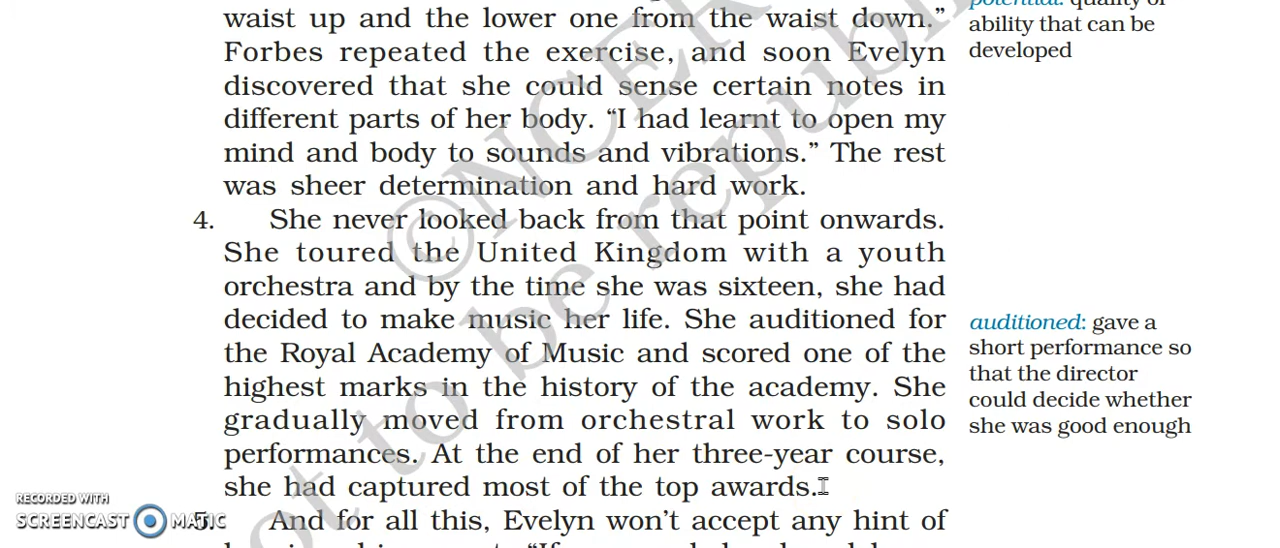 waist up and the lower one from the waist down.”
Forbes repeated the exercise, and soon Evelyn
discovered that she could sense certain notes in
different parts of her body. “I had learnt to open my
mind and body to sounds and vibrations.” The rest
was sheer determination and hard work.
4. She never looked back from that point onwards.
She toured the United Kingdom with a youth
orchestra and by the time she was sixteen, she had
decided to make music her life. She auditioned for
the Royal Academy of Music and scored one of the
highest marks in the history of the academy. She
gradually moved from orchestral work to solo
performances. At the end of her three-year course,
she had captured most of the top awards.
5. And for all this, Evelyn won’t accept any hint of
potential: quality or
ability that can be
developed
auditioned: gave a
short performance so
that the director
could decide whether
she was good enough
©NCER
not to be republi
RECORDED WITH
SCREENCAST MATIC